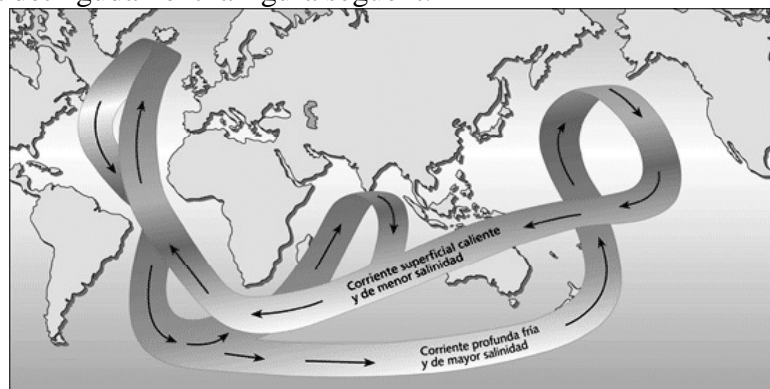 Corriente superficial caliente
y de menor salinidad
Corriente profunda fría
y de mayor salinidad